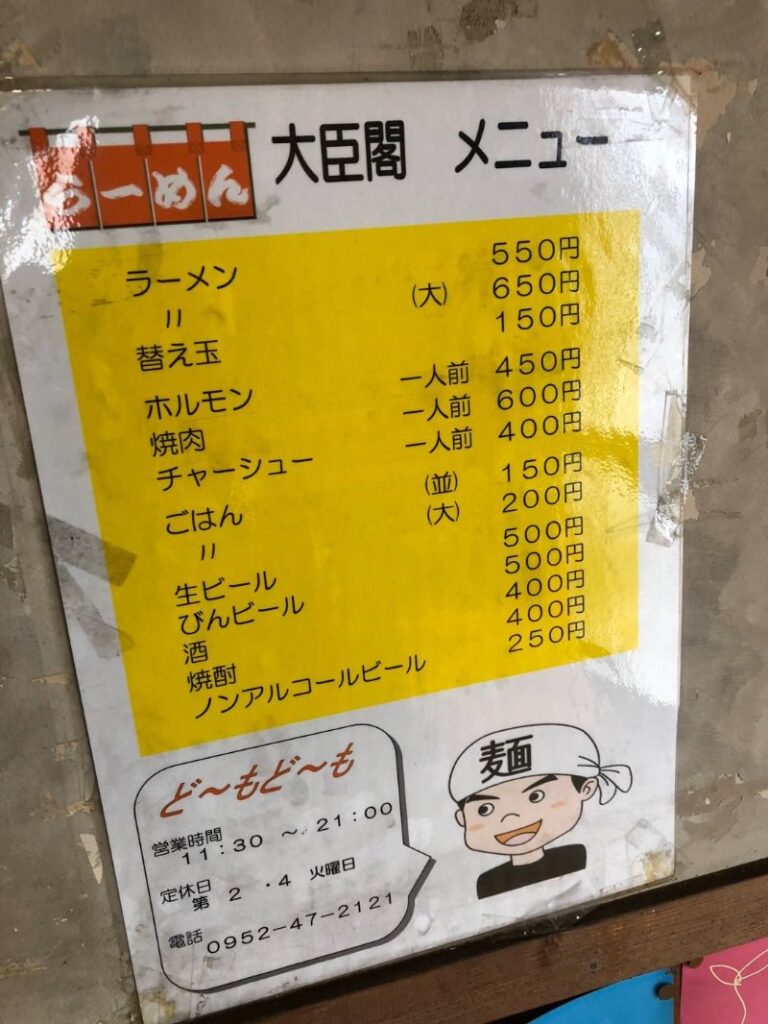 らーめん
大臣閣 メニュー
ラーメン 550円
〃 (大) 650円
替え玉 150円
ホルモン 一人前 450円
焼肉 一人前 600円
チャーシュー 一人前 400円
ごはん (並) 150円
〃 (大) 200円
生ビール 500円
びんビール 500円
酒 400円
焼酎 400円
ノンアルコールビール 250円
麺
ど〜もど〜も
営業時間
11：30 〜 21：00
定休日
第 2 ・4 火曜日
電話 0952−47−2121